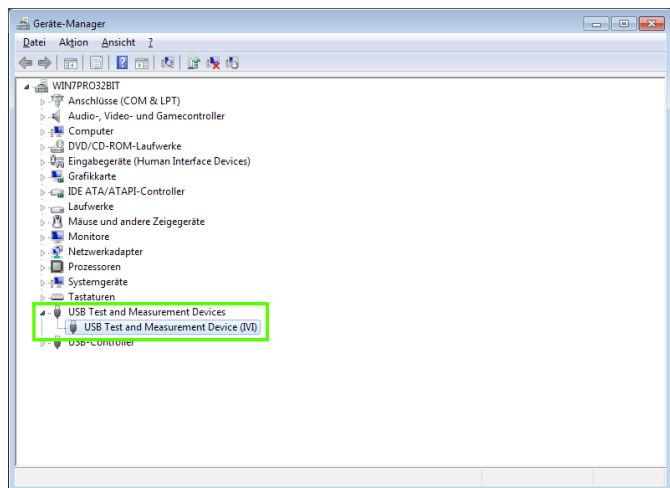 Geräte-Manager
Datei Aktion Ansicht ?
WIN7PRO32BIT
Anschlüsse (COM & LPT)
Audio-, Video- und Gamecontroller
Computer
DVD/CD-ROM-Laufwerke
Eingabegeräte (Human Interface Devices)
Grafikkarte
IDE ATA/ATAPI-Controller
Laufwerke
Mäuse und andere Zeigegeräte
Monitore
Netzwerkadapter
Prozessoren
Systemgeräte
Tastaturen
USB Test and Measurement Devices
USB Test and Measurement Device (IVI)
USB-Controller